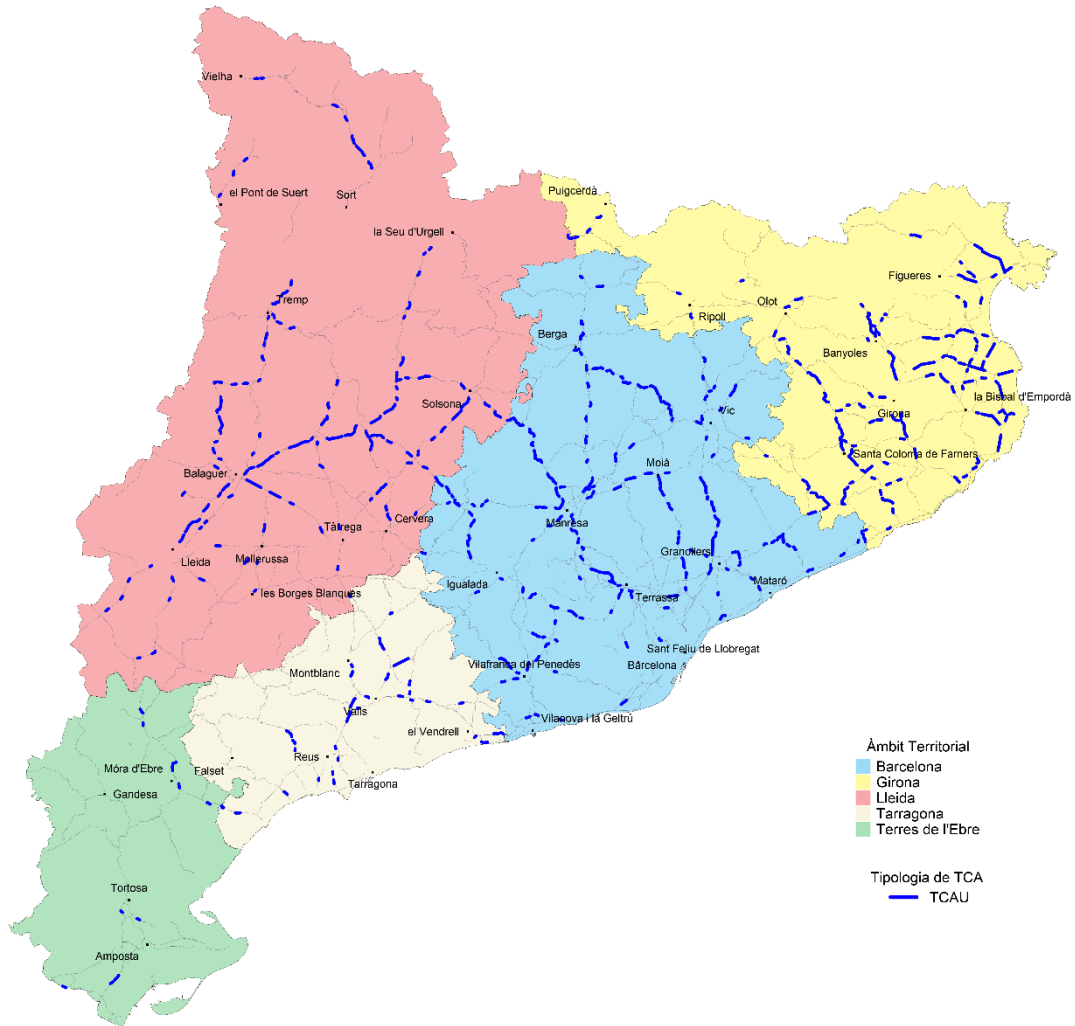 Vielha
el Pont de Suert
Sort
Puigcerdà
la Seu d'Urgell
Figueres
Tremp
Olot
Ripoll
Berga
Banyoles
la Bisbal d'Empordà
Solsona
Vic
Girona
Santa Coloma de Farners
Moià
Balaguer
Cervera
Manresa
Tàrrega
Granollers
Lleida
Mollerussa
Igualada
Mataró
les Borges Blanques
Terrassa
Sant Feliu de Llobregat
Vilafranca del Penedès
Barcelona
Montblanc
Valls
Vilanova i la Geltrú
el Vendrell
Reus
Móra d'Ebre
Falset
Tarragona
Gandesa
Tortosa
Amposta
Àmbit Territorial
Barcelona
Girona
Lleida
Tarragona
Terres de l'Ebre
Tipologia de TCA
TCAU